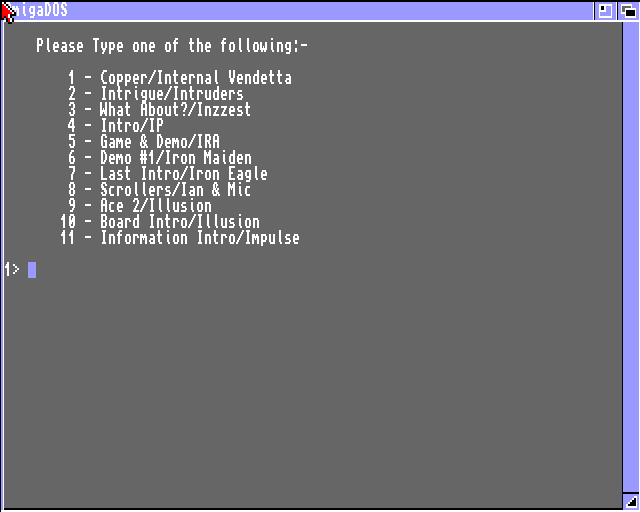 AmigaDOS
Please Type one of the following:-
1 - Copper/Internal Vendetta
2 - Intrigue/Intruders
3 - What About?/Inzzest
4 - Intro/IP
5 - Game & Demo/IRA
6 - Demo #1/Iron Maiden
7 - Last Intro/Iron Eagle
8 - Scrollers/Ian & Mic
9 - Ace 2/Illusion
10 - Board Intro/Illusion
11 - Information Intro/Impulse
1>